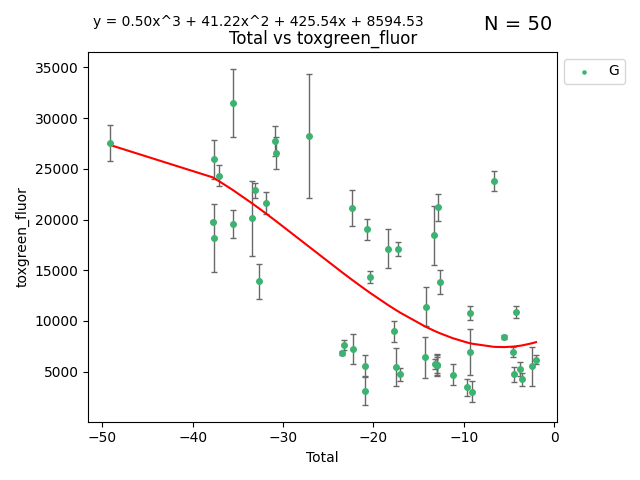 y = 0.50x^3 + 41.22x^2 + 425.54x + 8594.53
N = 50
Total vs toxgreen_fluor
G
35000
30000
25000
20000
15000
10000
5000
toxgreen_fluor
−50
−40
−30
−20
−10
0
Total